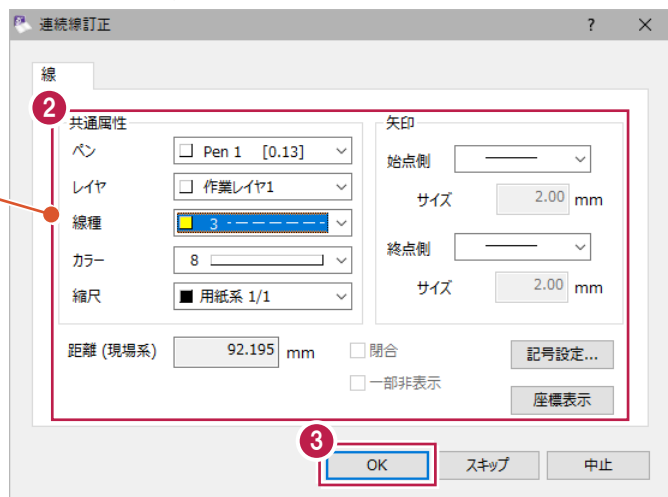 連続線訂正 ? ×
線
2
共通属性
ペン Pen 1 [0.13]
レイヤ 作業レイヤ1
線種 3
カラー 8
縮尺 用紙系 1/1
矢印
始点側
サイズ 2.00 mm
終点側
サイズ 2.00 mm
距離 (現場系) 92.195 mm
閉合
一部非表示
記号設定...
座標表示
3
OK スキップ 中止